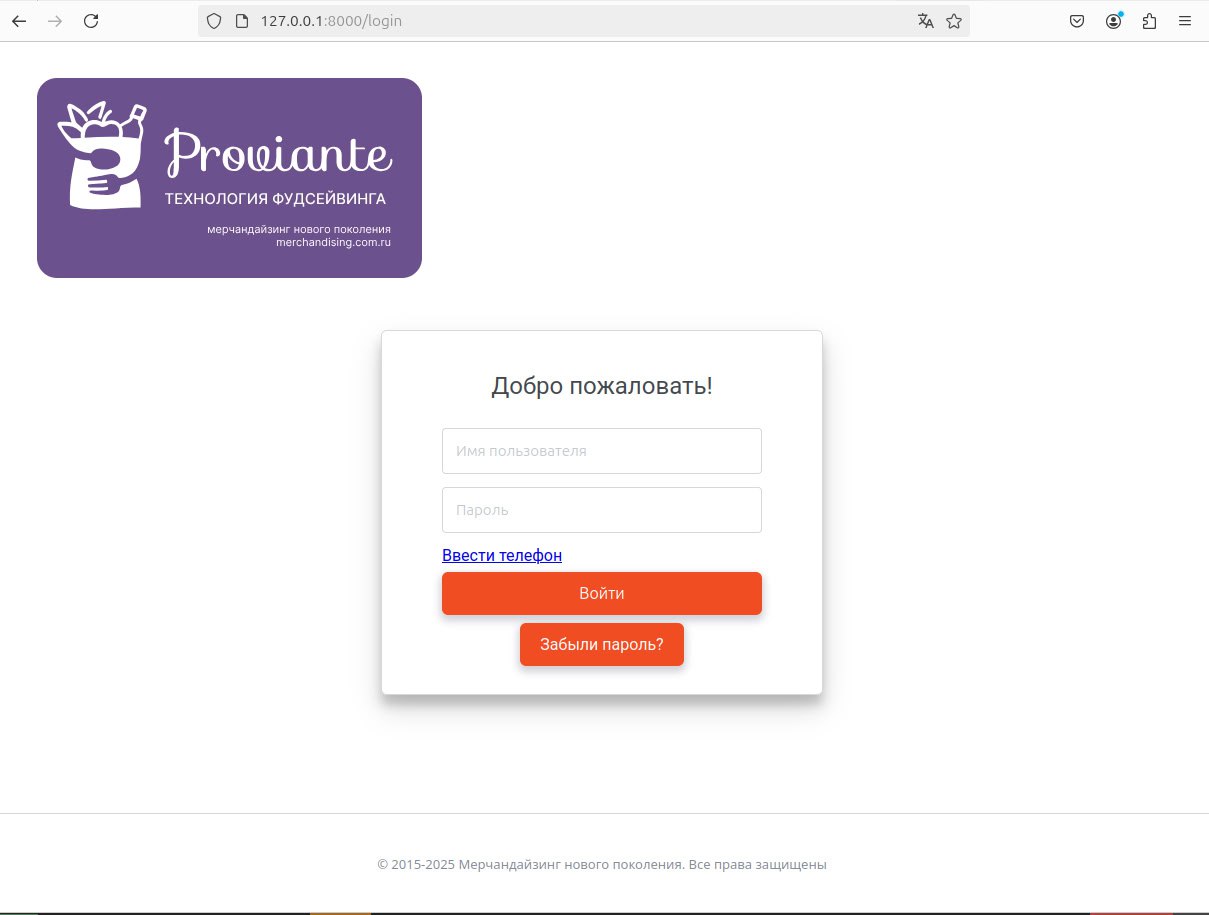 127.0.0.1:8000/login
Proviante
ТЕХНОЛОГИЯ ФУДСЕЙВИНГА
мерчандайзинг нового поколения
merchandising.com.ru
Добро пожаловать!
Имя пользователя
Пароль
Ввести телефон
Войти
Забыли пароль?
© 2015-2025 Мерчандайзинг нового поколения. Все права защищены